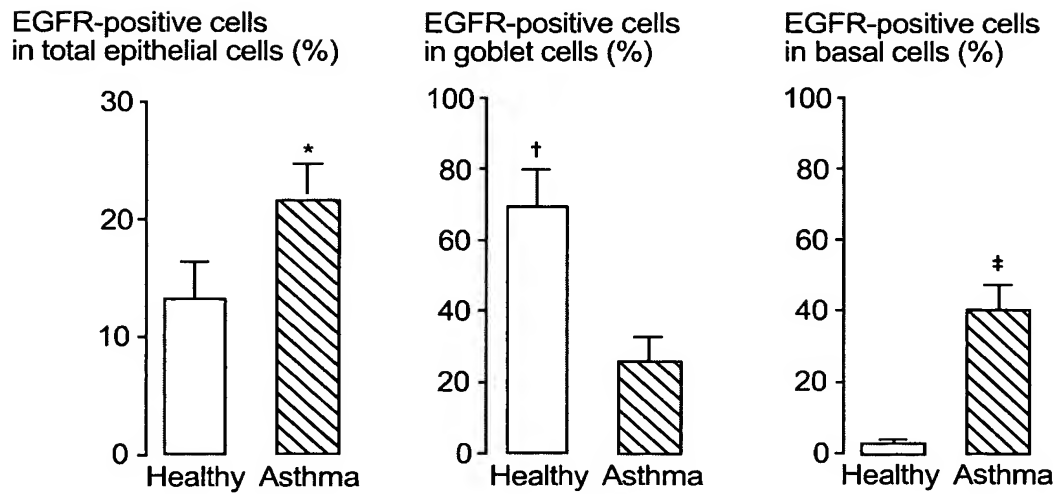 EGFR-positive cells
in total epithelial cells (%)
30
20
10
0
*
Healthy Asthma
EGFR-positive cells
in goblet cells (%)
100
80
60
40
20
0
†
Healthy Asthma
EGFR-positive cells
in basal cells (%)
100
80
60
40
20
0
‡
Healthy Asthma